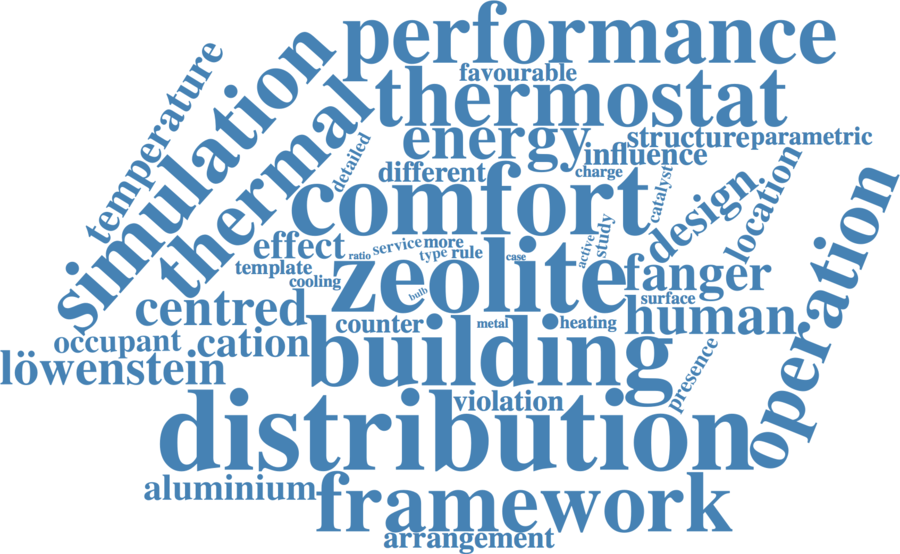 performance
favourable
thermostat
simulation
temperature
thermal
detailed
energy
structure
parametric
influence
different
charge
catalyst
comfort
design
location
operation
effect
service
more
ratio
type
rule
study
active
case
template
cooling
zeolite
bulb
fanger
surface
centred
counter
metal
heating
human
occupant
cation
building
presence
löwenstein
violation
distribution
aluminium
framework
arrangement